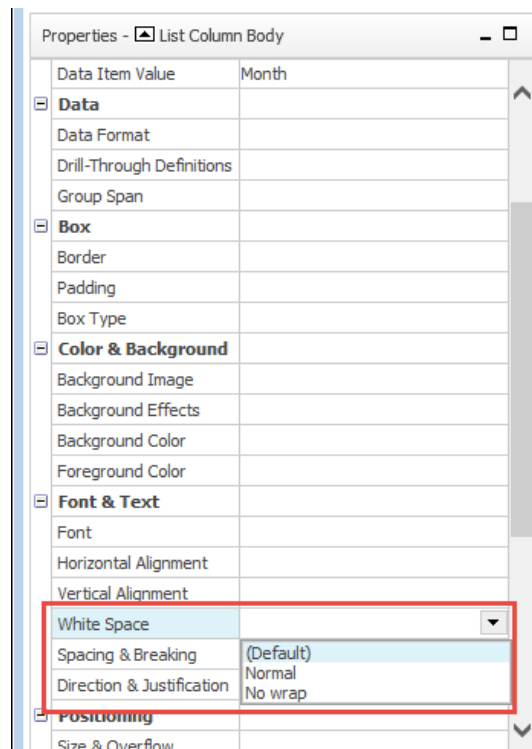 Properties - List Column Body
Data Item Value Month
Data
Data Format
Drill-Through Definitions
Group Span
Box
Border
Padding
Box Type
Color & Background
Background Image
Background Effects
Background Color
Foreground Color
Font & Text
Font
Horizontal Alignment
Vertical Alignment
White Space
Spacing & Breaking (Default)
Direction & Justification Normal
No wrap
Positioning
Size & Overflow